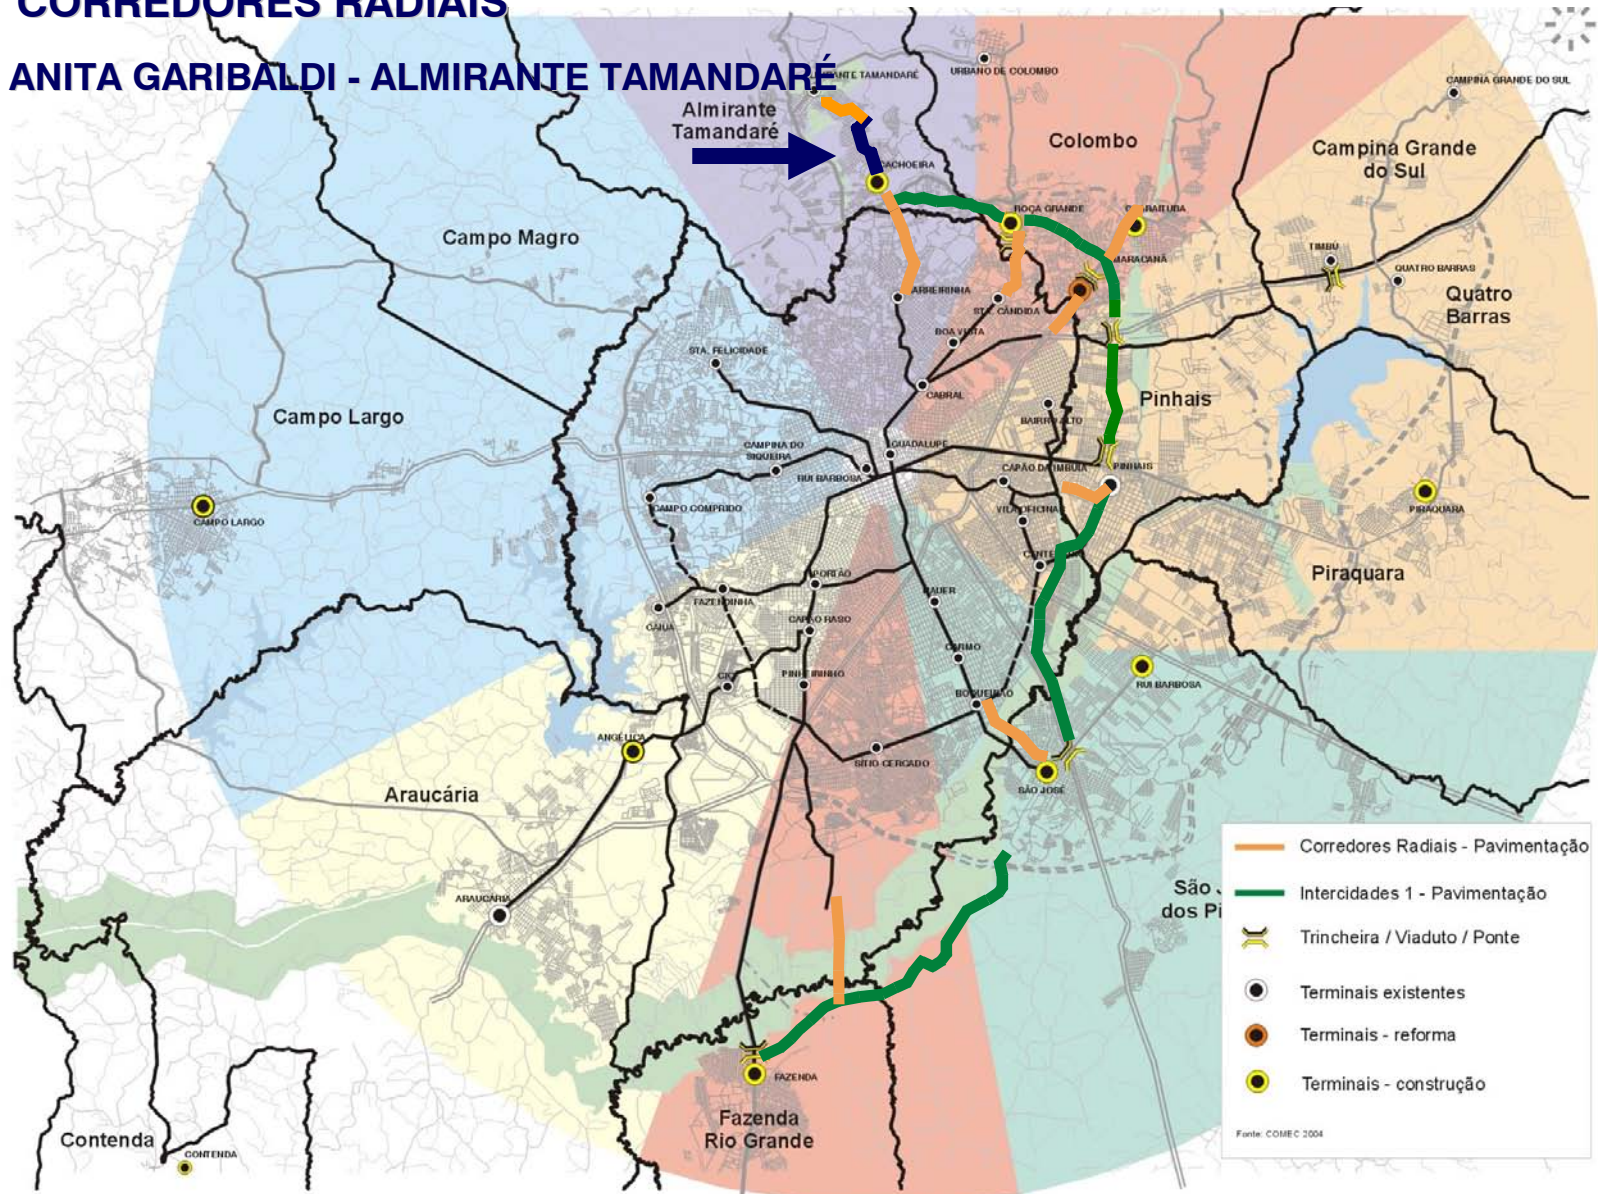 CORREDORES RADIAIS
ANITA GARIBALDI - ALMIRANTE TAMANDARÉ
TAMANDARÉ
URBANO DE COLOMBO
CAMPINA GRANDE DO SUL
Almirante
Tamandaré
Colombo
Campina Grande
do Sul
CACHOEIRA
ROÇA GRANDE
Campo Magro
TIMBÚ
MARACANÃ
QUATRO BARRAS
Quatro
Barras
STA. CÂNDIDA
BOA VISTA
STA. FELICIDADE
CABRAL
Pinhais
Campo Largo
BAIRRO ALTO
CAMPINA DO
SIQUEIRA
GUADALUPE
RUI BARBOSA
CAPÃO DA IMBUIA
PINHAIS
CAMPO COMPRIDO
VILA OFICINAS
PIRAQUARA
CAMPO LARGO
PORTÃO
Piraquara
FAZENDINHA
HAUER
CAIUÁ
CAPÃO RASO
CARMO
PINHEIRINHO
RUI BARBOSA
BOQUEIRÃO
ANGÉLICA
SÍTIO CERCADO
SÃO JOSÉ
Araucária
Corredores Radiais - Pavimentação
São
dos
Intercidades 1 - Pavimentação
ARAUCÁRIA
Trincheira / Viaduto / Ponte
Terminais existentes
Terminais - reforma
FAZENDA
Terminais - construção
Fazenda
Rio Grande
Fonte: COMEC 2004
Contenda
CONTENDA